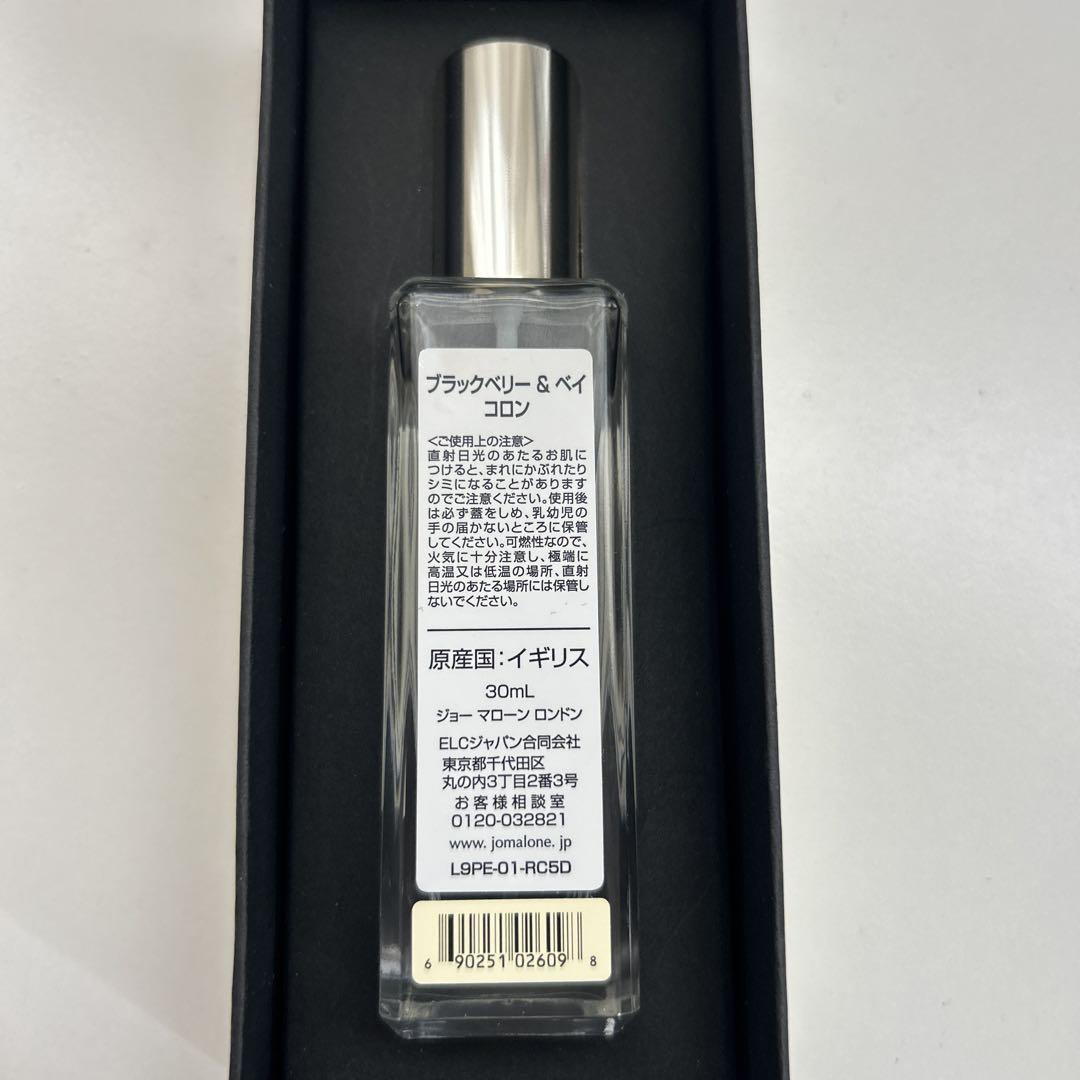 ブラックベリー & ベイ
コロン
<ご使用上の注意>
直射日光のあたるお肌に
つけると、まれにかぶれたり
シミになることがあります
のでご注意ください。使用後
は必ず蓋をしめ、乳幼児の
手の届かないところに保管
してください。可燃性なので、
火気に十分注意し、極端に
高温又は低温の場所、直射
日光のあたる場所には保管し
ないでください。
原産国：イギリス
30mL
ジョー マローン ロンドン
ELCジャパン合同会社
東京都千代田区
丸の内3丁目2番3号
お客様相談室
0120-032821
www. jomalone. jp
L9PE-01-RC5D
6 90251 02609 8